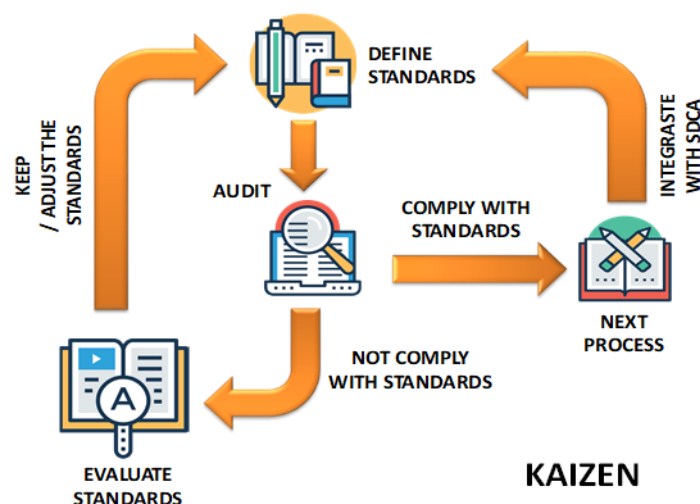 DEFINE
STANDARDS
KEEP
/ ADJUST THE
STANDARDS
INTEGRASTE
WITH SDCA
AUDIT
COMPLY WITH
STANDARDS
NEXT
PROCESS
NOT COMPLY
WITH STANDARDS
A
EVALUATE
STANDARDS
KAIZEN